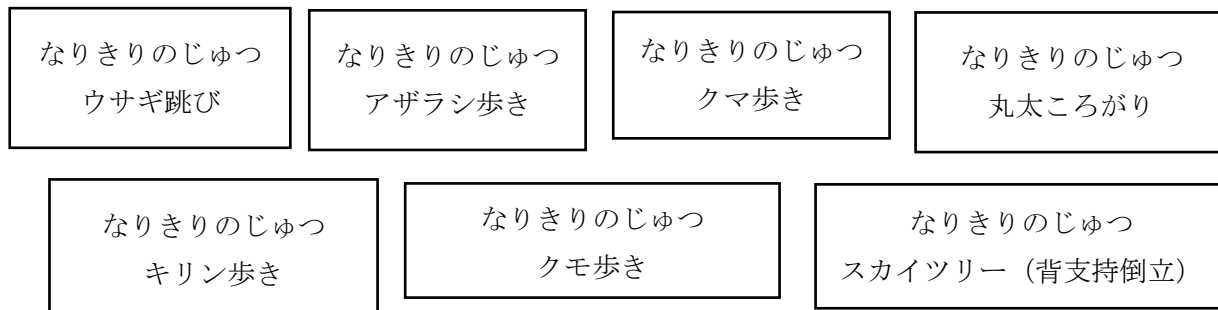 なりきりのじゅつ
ウサギ跳び
なりきりのじゅつ
アザラシ歩き
なりきりのじゅつ
クマ歩き
なりきりのじゅつ
丸太ころがり
なりきりのじゅつ
キリン歩き
なりきりのじゅつ
クモ歩き
なりきりのじゅつ
スカイツリー（背支持倒立）